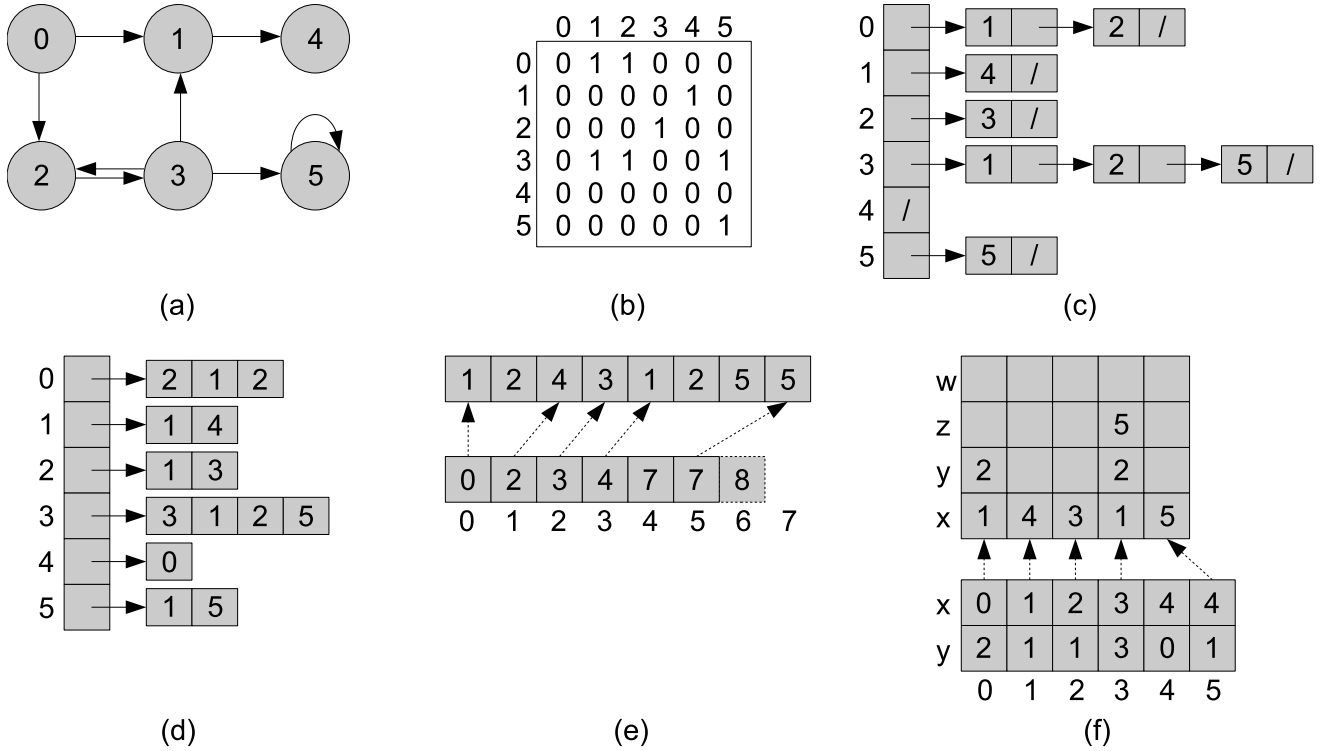 0 1 4
2 3 5
(a)
0 1 2 3 4 5
0 0 1 1 0 0 0
1 0 0 0 0 1 0
2 0 0 0 1 0 0
3 0 1 1 0 0 1
4 0 0 0 0 0 0
5 0 0 0 0 0 1
(b)
0 1 2 /
1 4 /
2 3 /
3 1 2 5 /
4 /
5 5 /
(c)
0 2 1 2
1 1 4
2 1 3
3 3 1 2 5
4 0
5 1 5
(d)
1 2 4 3 1 2 5 5
0 2 3 4 7 7 8
0 1 2 3 4 5 6 7
(e)
w
z 5
y 2 2
x 1 4 3 1 5
x 0 1 2 3 4 4
y 2 1 1 3 0 1
0 1 2 3 4 5
(f)